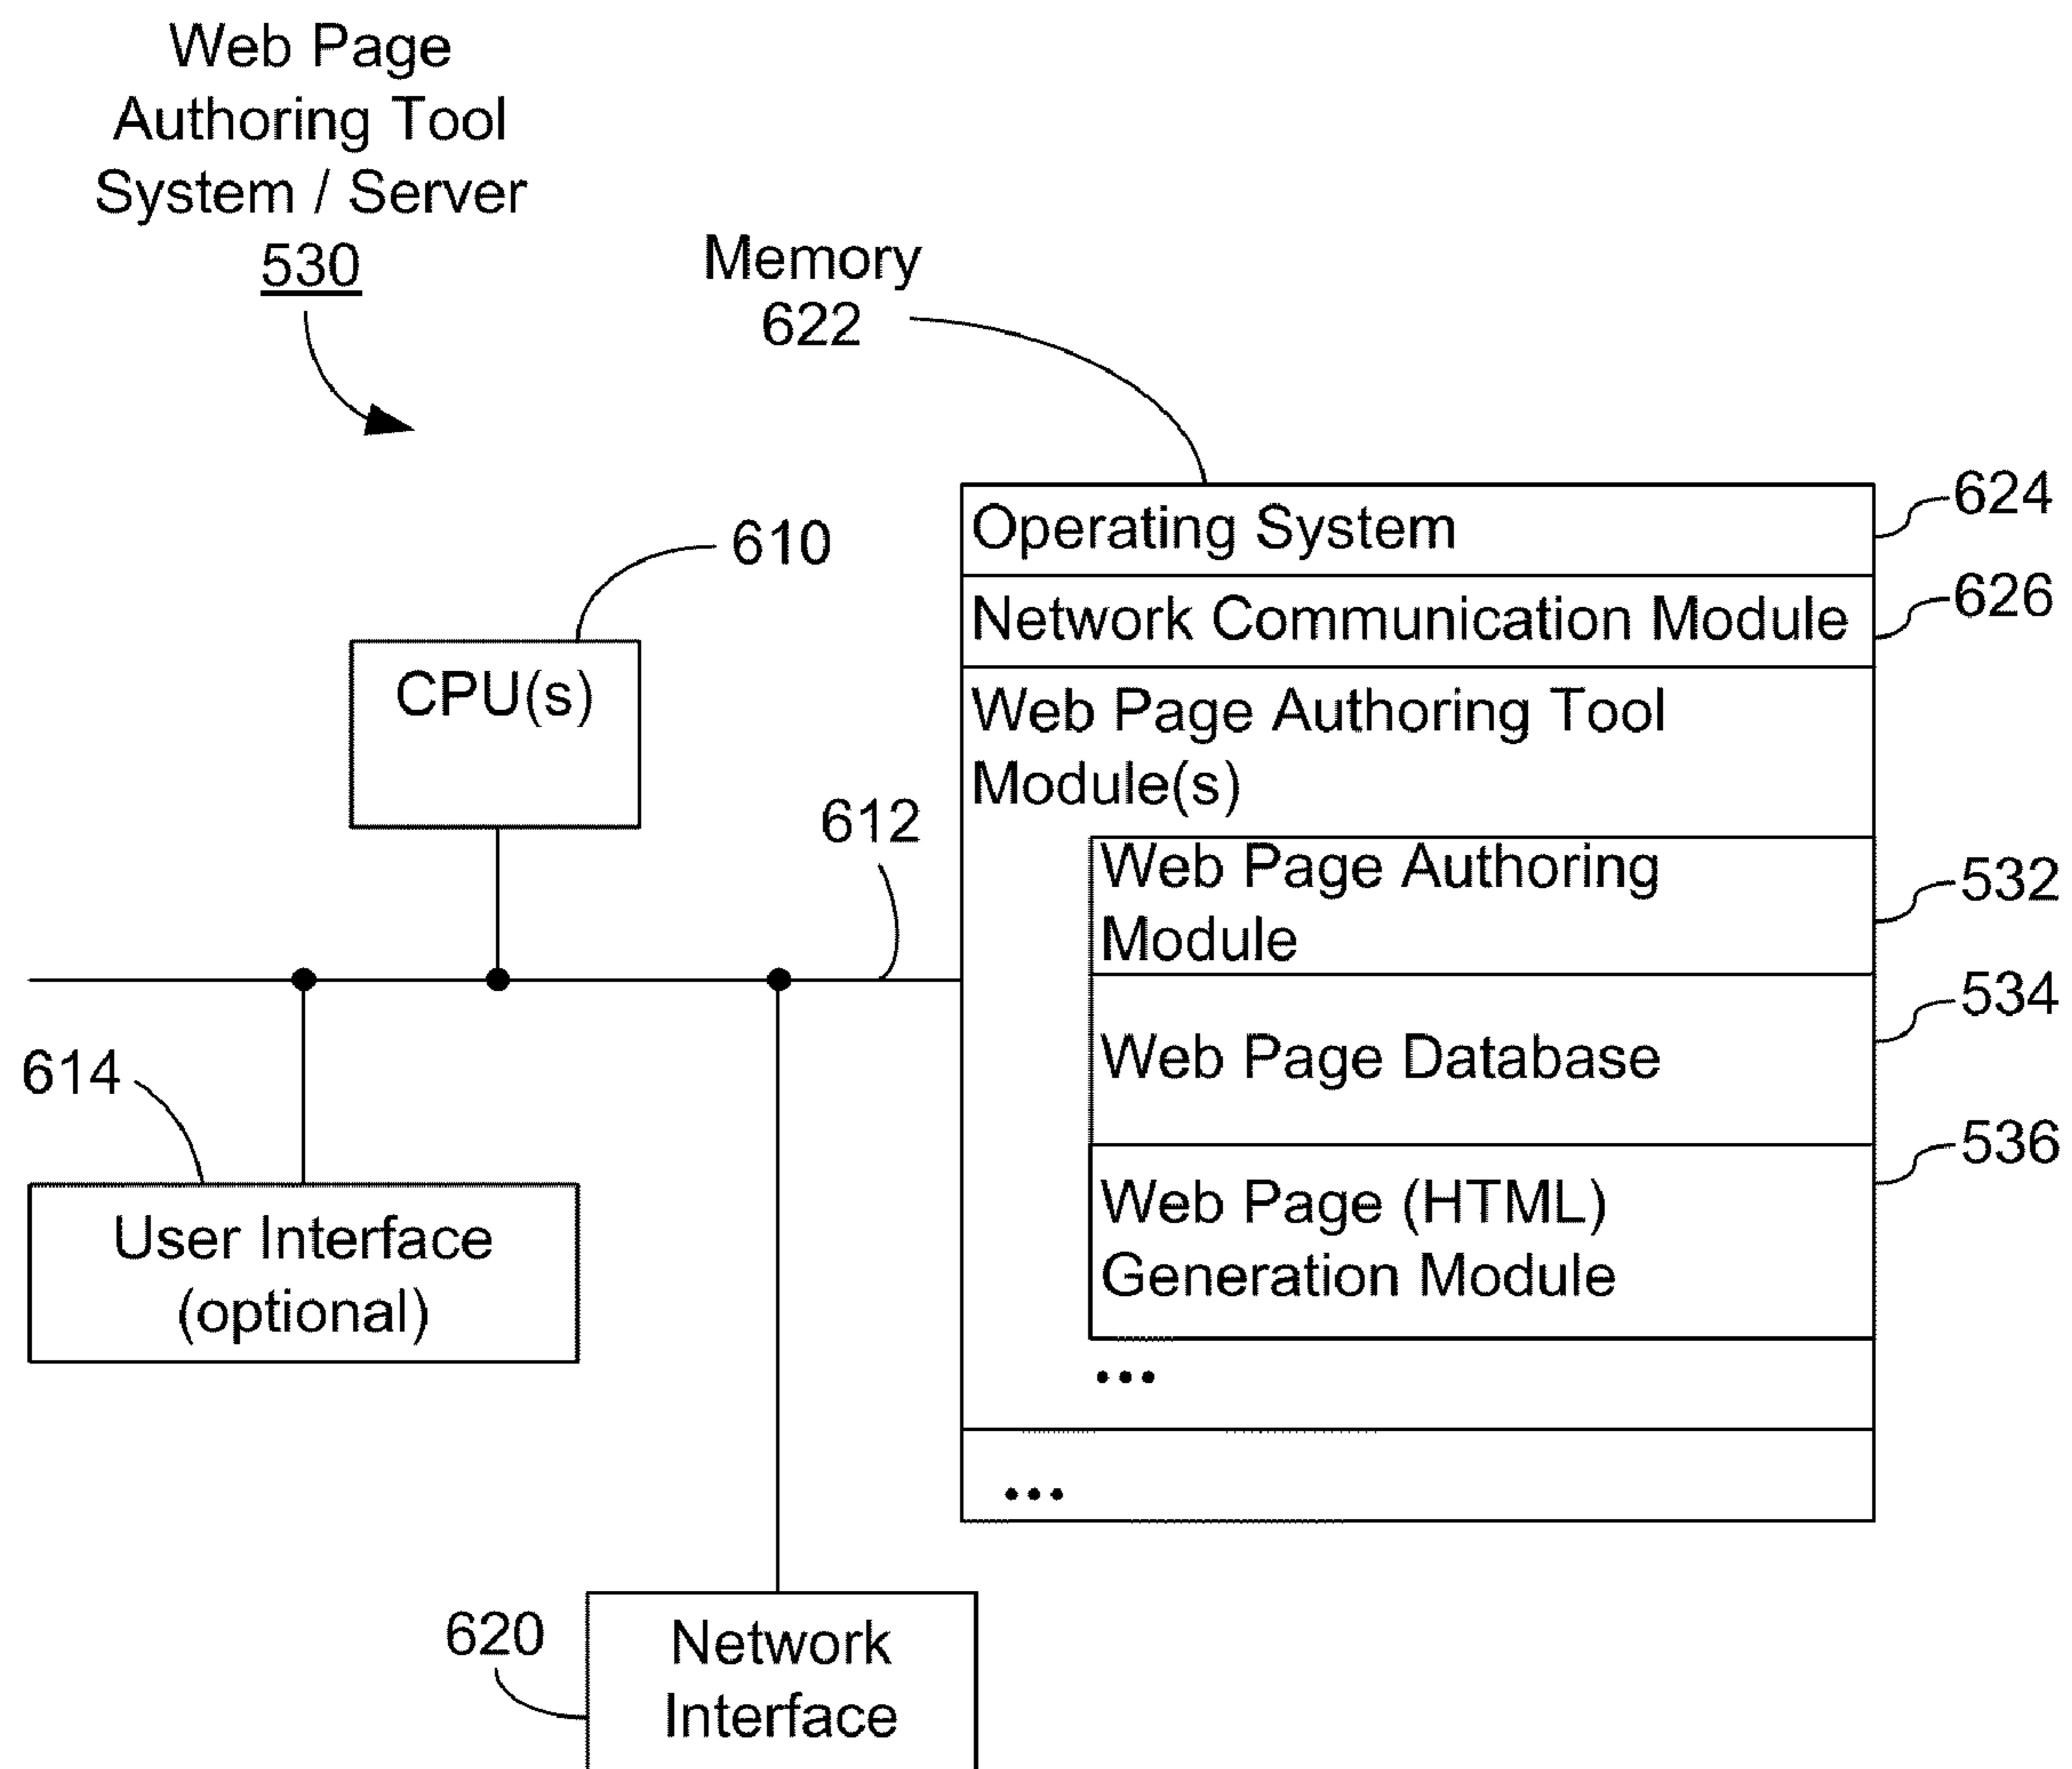 Web Page
Authoring Tool
System / Server
530
Memory
622
624
Operating System
610
626
Network Communication Module
CPU(s)
Web Page Authoring Tool
Module(s)
612
Web Page Authoring
Module
532
534
Web Page Database
614
536
Web Page (HTML)
Generation Module
User Interface
(optional)
...
...
620
Network
Interface